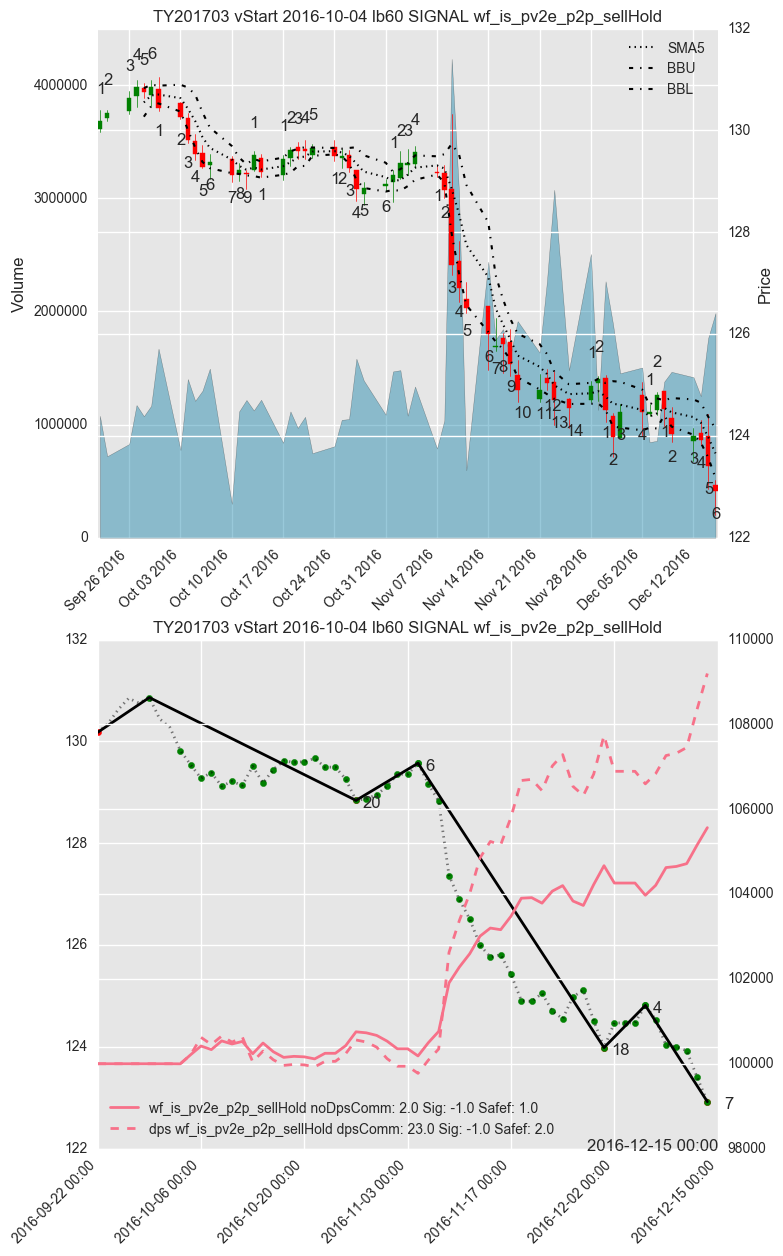 TY201703 vStart 2016-10-04 lb60 SIGNAL wf_is_pv2e_p2p_sellHold
SMA5
BBU
BBL
Volume
Price
4000000
3000000
2000000
1000000
0
132
130
128
126
124
122
Sep 26 2016
Oct 03 2016
Oct 10 2016
Oct 17 2016
Oct 24 2016
Oct 31 2016
Nov 07 2016
Nov 14 2016
Nov 21 2016
Nov 28 2016
Dec 05 2016
Dec 12 2016
TY201703 vStart 2016-10-04 lb60 SIGNAL wf_is_pv2e_p2p_sellHold
132
130
128
126
124
122
110000
108000
106000
104000
102000
100000
98000
20
6
18
4
7
wf_is_pv2e_p2p_sellHold noDpsComm: 2.0 Sig: -1.0 Safef: 1.0
dps wf_is_pv2e_p2p_sellHold dpsComm: 23.0 Sig: -1.0 Safef: 2.0
2016-12-15 00:00
2016-09-22 00:00
2016-10-06 00:00
2016-10-20 00:00
2016-11-03 00:00
2016-11-17 00:00
2016-12-02 00:00
2016-12-15 00:00